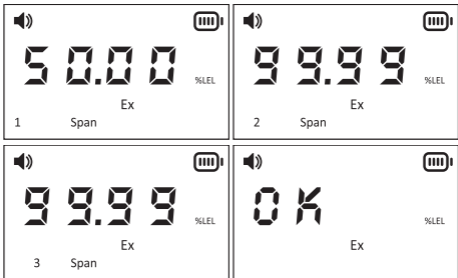 50.00 %LEL
Ex
1 Span
99.99 %LEL
Ex
2 Span
99.99 %LEL
Ex
3 Span
OK %LEL
Ex